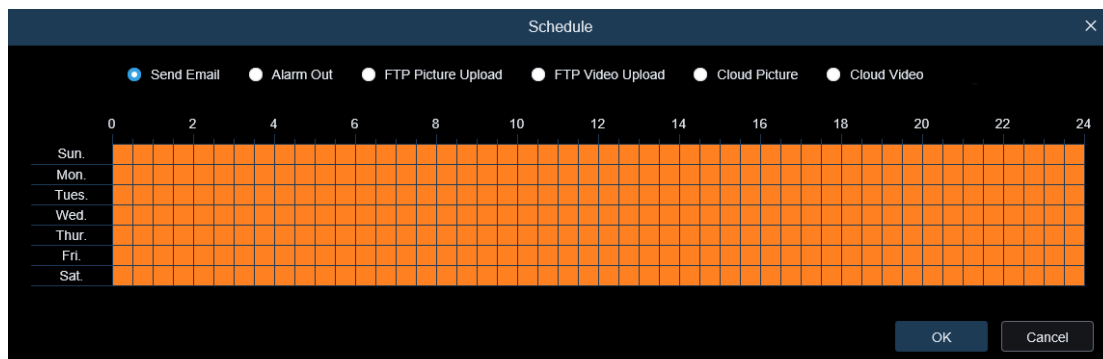 Schedule
Send Email Alarm Out FTP Picture Upload FTP Video Upload Cloud Picture Cloud Video
0 2 4 6 8 10 12 14 16 18 20 22 24
Sun.
Mon.
Tues.
Wed.
Thur.
Fri.
Sat.
OK Cancel